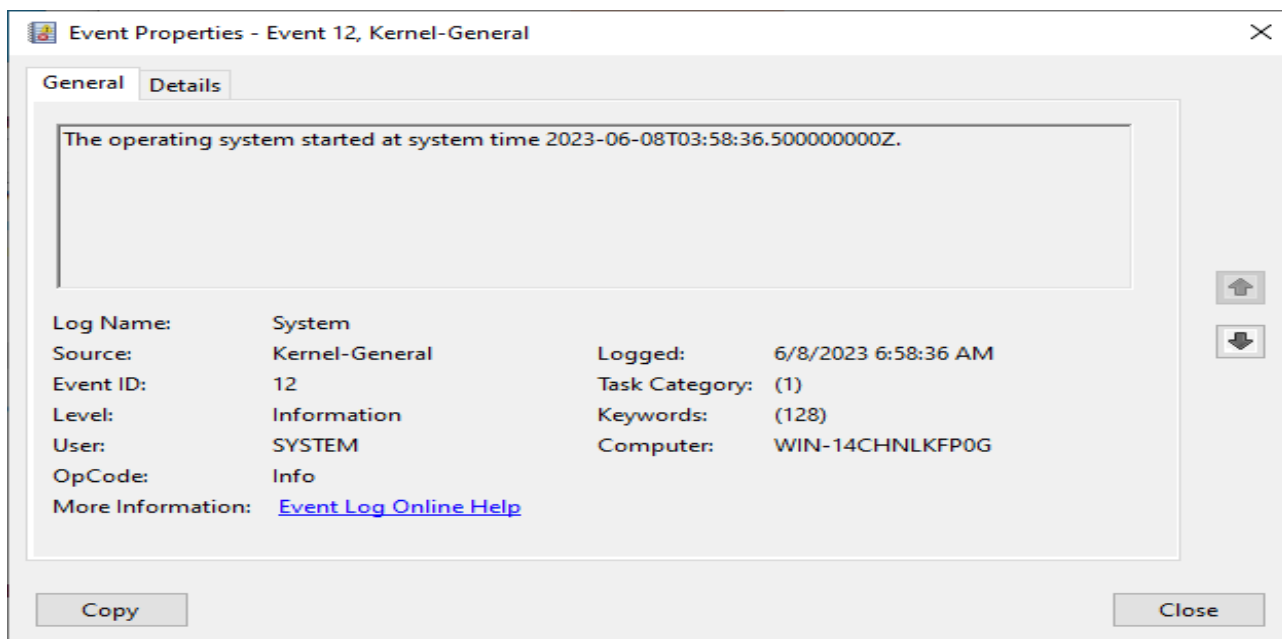 Event Properties - Event 12, Kernel-General
General Details
The operating system started at system time 2023-06-08T03:58:36.500000000Z.
Log Name: System
Source: Kernel-General Logged: 6/8/2023 6:58:36 AM
Event ID: 12 Task Category: (1)
Level: Information Keywords: (128)
User: SYSTEM Computer: WIN-14CHNLKFP0G
OpCode: Info
More Information: Event Log Online Help
Copy Close